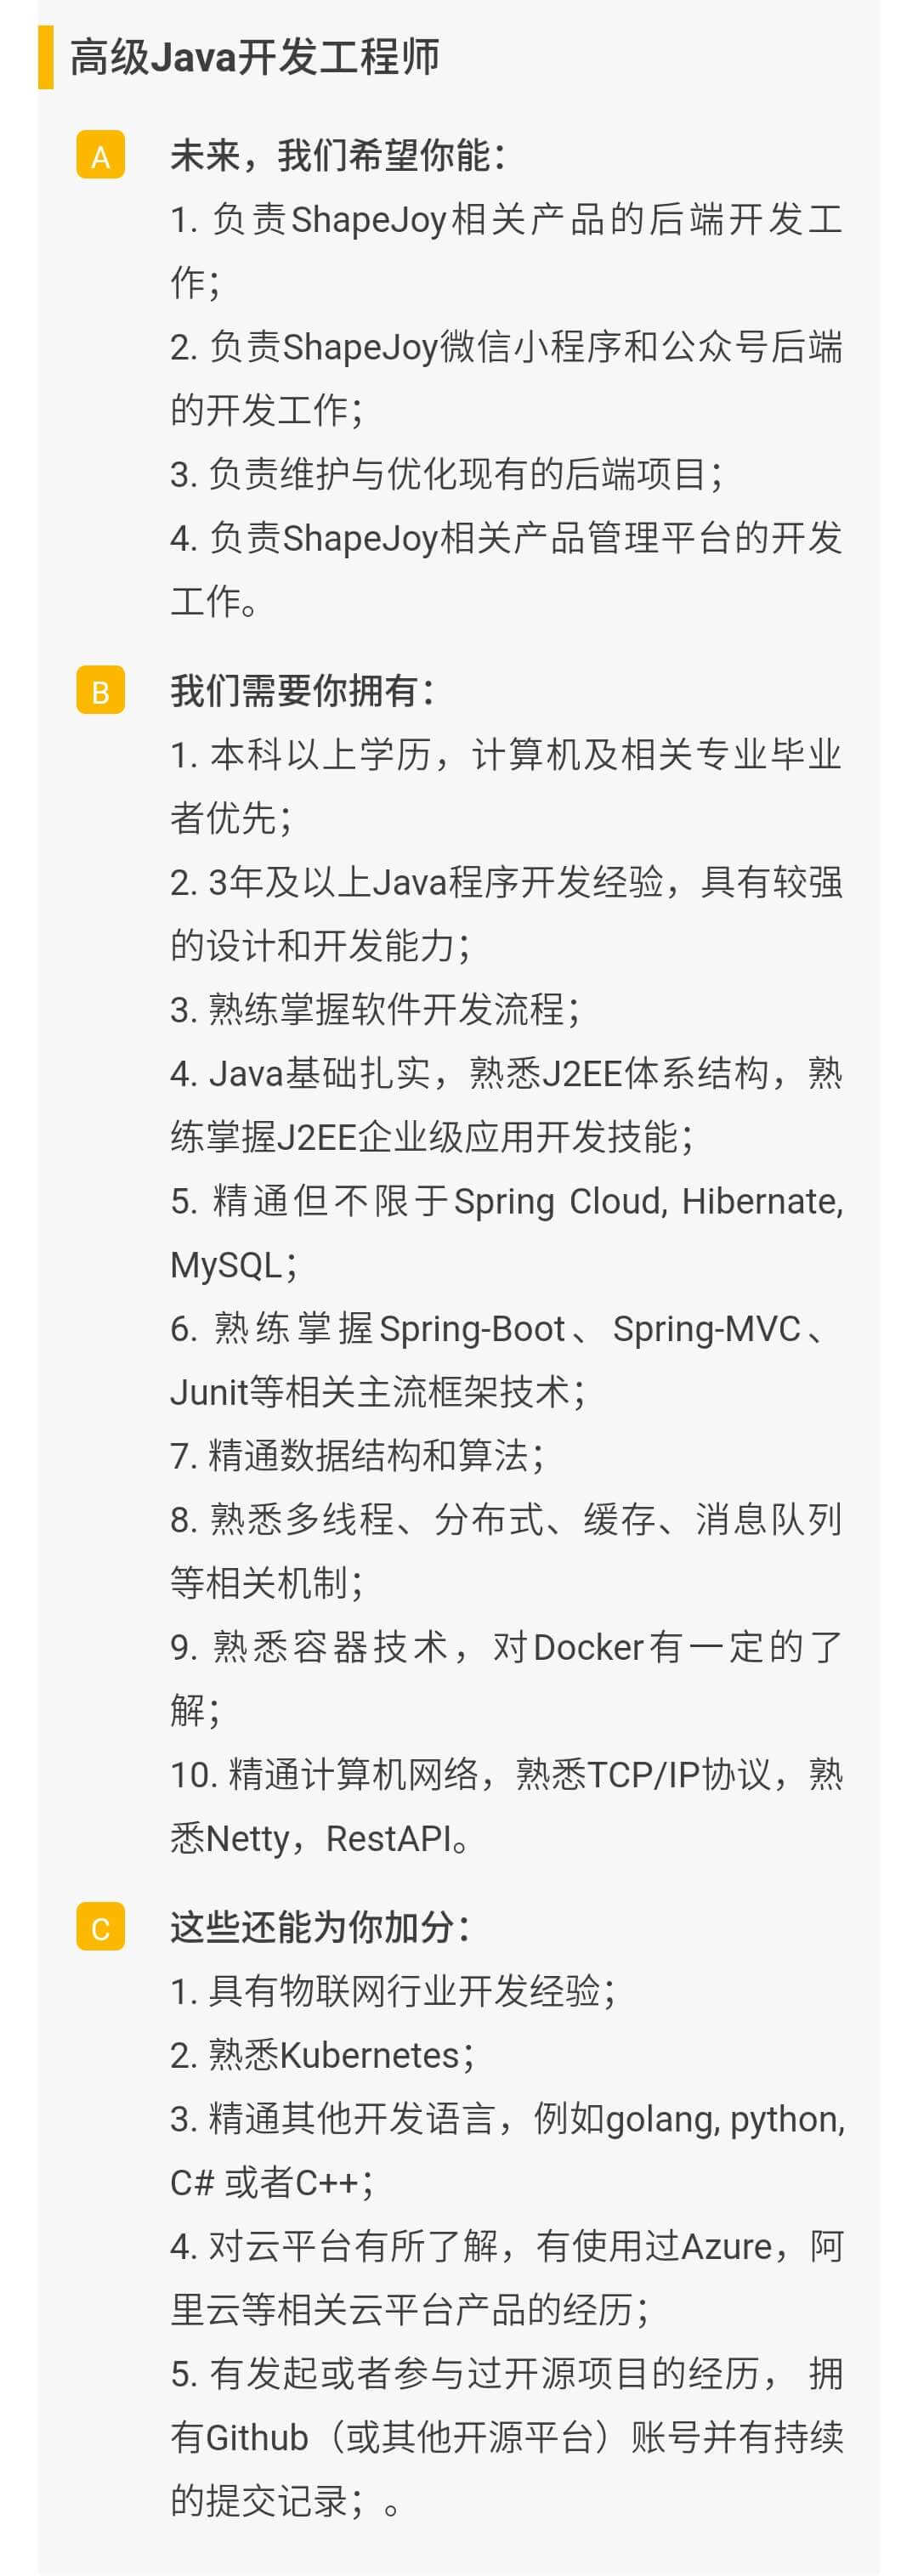 高级Java开发工程师
A
未来，我们希望你能：
1. 负责ShapeJoy相关产品的后端开发工
作；
2. 负责ShapeJoy微信小程序和公众号后端
的开发工作；
3. 负责维护与优化现有的后端项目；
4. 负责ShapeJoy相关产品管理平台的开发
工作。
B
我们需要你拥有：
1. 本科以上学历，计算机及相关专业毕业
者优先；
2. 3年及以上Java程序开发经验，具有较强
的设计和开发能力；
3. 熟练掌握软件开发流程；
4. Java基础扎实，熟悉J2EE体系结构，熟
练掌握J2EE企业级应用开发技能；
5. 精通但不限于Spring Cloud, Hibernate,
MySQL；
6. 熟练掌握Spring-Boot、Spring-MVC、
Junit等相关主流框架技术；
7. 精通数据结构和算法；
8. 熟悉多线程、分布式、缓存、消息队列
等相关机制；
9. 熟悉容器技术，对Docker有一定的了
解；
10. 精通计算机网络，熟悉TCP/IP协议，熟
悉Netty，RestAPI。
C
这些还能为你加分：
1. 具有物联网行业开发经验；
2. 熟悉Kubernetes；
3. 精通其他开发语言，例如golang, python,
C# 或者C++；
4. 对云平台有所了解，有使用过Azure，阿
里云等相关云平台产品的经历；
5. 有发起或者参与过开源项目的经历， 拥
有Github（或其他开源平台）账号并有持续
的提交记录；。